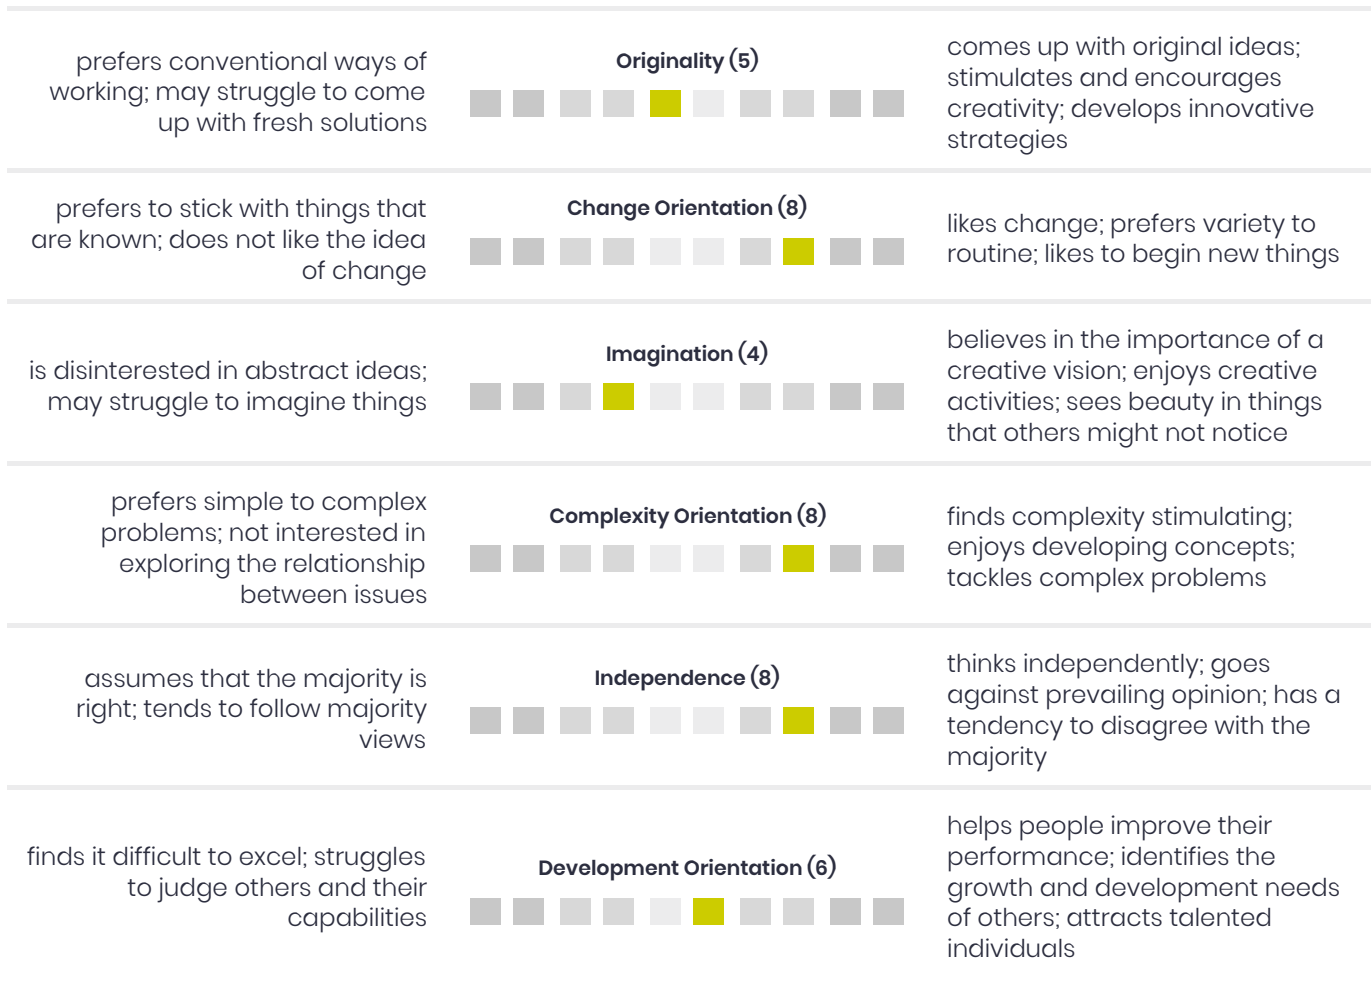 prefers conventional ways of
working; may struggle to come
up with fresh solutions
Originality (5)
comes up with original ideas;
stimulates and encourages
creativity; develops innovative
strategies
prefers to stick with things that
are known; does not like the idea
of change
Change Orientation (8)
likes change; prefers variety to
routine; likes to begin new things
is disinterested in abstract ideas;
may struggle to imagine things
Imagination (4)
believes in the importance of a
creative vision; enjoys creative
activities; sees beauty in things
that others might not notice
prefers simple to complex
problems; not interested in
exploring the relationship
between issues
Complexity Orientation (8)
finds complexity stimulating;
enjoys developing concepts;
tackles complex problems
assumes that the majority is
right; tends to follow majority
views
Independence (8)
thinks independently; goes
against prevailing opinion; has a
tendency to disagree with the
majority
finds it difficult to excel; struggles
to judge others and their
capabilities
Development Orientation (6)
helps people improve their
performance; identifies the
growth and development needs
of others; attracts talented
individuals